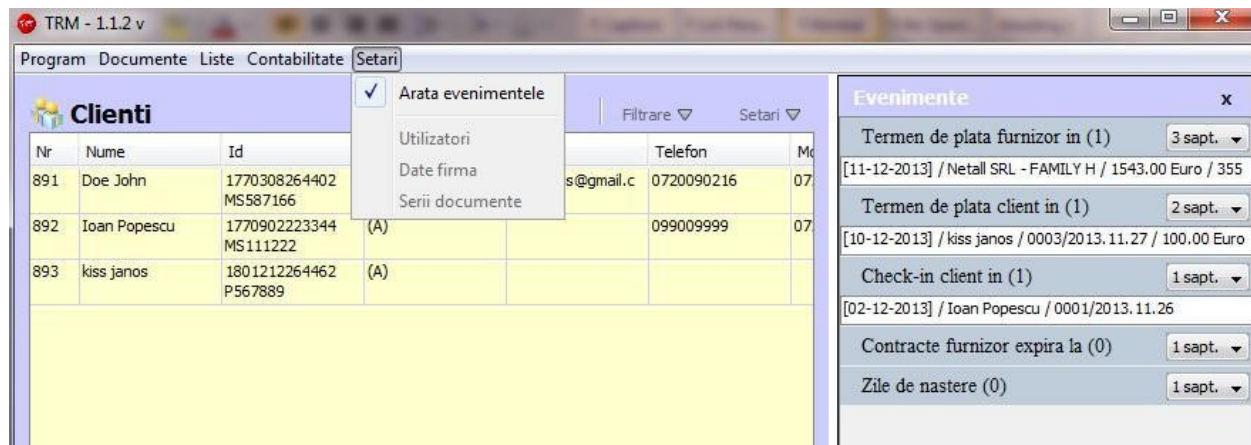 TRM - 1.1.2 v
Program Documente Liste Contabilitate Setari
Arata evenimentele
Utilizatori
Date firma
Serii documente
Clienti
Filtrare Setari
Nr Nume Id Telefon
891 Doe John 1770308264402 s@gmail.c 0720090216 07
MS587166
892 Ioan Popescu 1770902223344 (A) 099009999 07
MS111222
893 kiss janos 1801212264462 (A)
P567889
Evenimente x
Termen de plata furnizor in (1) 3 sapt.
[11-12-2013] / Netall SRL - FAMILY H / 1543.00 Euro / 355
Termen de plata client in (1) 2 sapt.
[10-12-2013] / kiss janos / 0003/2013.11.27 / 100.00 Euro
Check-in client in (1) 1 sapt.
[02-12-2013] / Ioan Popescu / 0001/2013.11.26
Contracte furnizor expira la (0) 1 sapt.
Zile de nastere (0) 1 sapt.